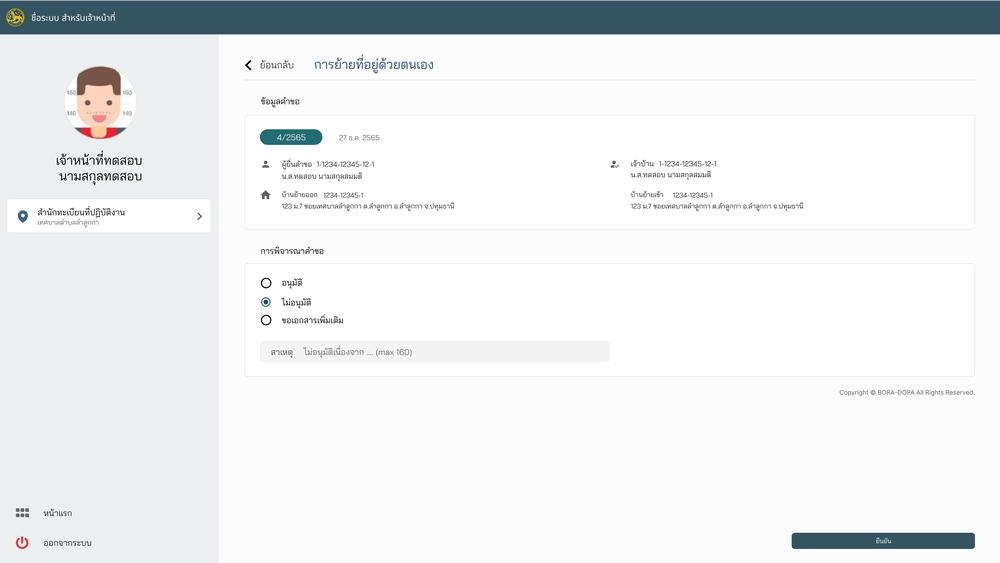 ชื่อระบบ สำหรับเจ้าหน้าที่
160 160
140 140
เจ้าหน้าที่ทดสอบ
นามสกุลทดสอบ
สำนักทะเบียนที่ปฏิบัติงาน
เทศบาลตำบลลำลูกกา
หน้าแรก
ออกจากระบบ
ย้อนกลับ การย้ายที่อยู่ด้วยตนเอง
ข้อมูลคำขอ
4/2565 27 ธ.ค. 2565
ผู้ยื่นคำขอ 1-1234-12345-12-1
น.ส.ทดสอบ นามสกุลสมมติ
เจ้าบ้าน 1-1234-12345-12-1
น.ส.ทดสอบ นามสกุลสมมติ
บ้านย้ายออก 1234-12345-1
123 ม.7 ซอยเทศบาลลำลูกกา ต.ลำลูกกา อ.ลำลูกกา จ.ปทุมธานี
บ้านย้ายเข้า 1234-12345-1
123 ม.7 ซอยเทศบาลลำลูกกา ต.ลำลูกกา อ.ลำลูกกา จ.ปทุมธานี
การพิจารณาคำขอ
อนุมัติ
ไม่อนุมัติ
ขอเอกสารเพิ่มเติม
สาเหตุ ไม่อนุมัติเนื่องจาก .... (max 160)
Copyright © BORA-DOPA All Rights Reserved.
ยืนยัน